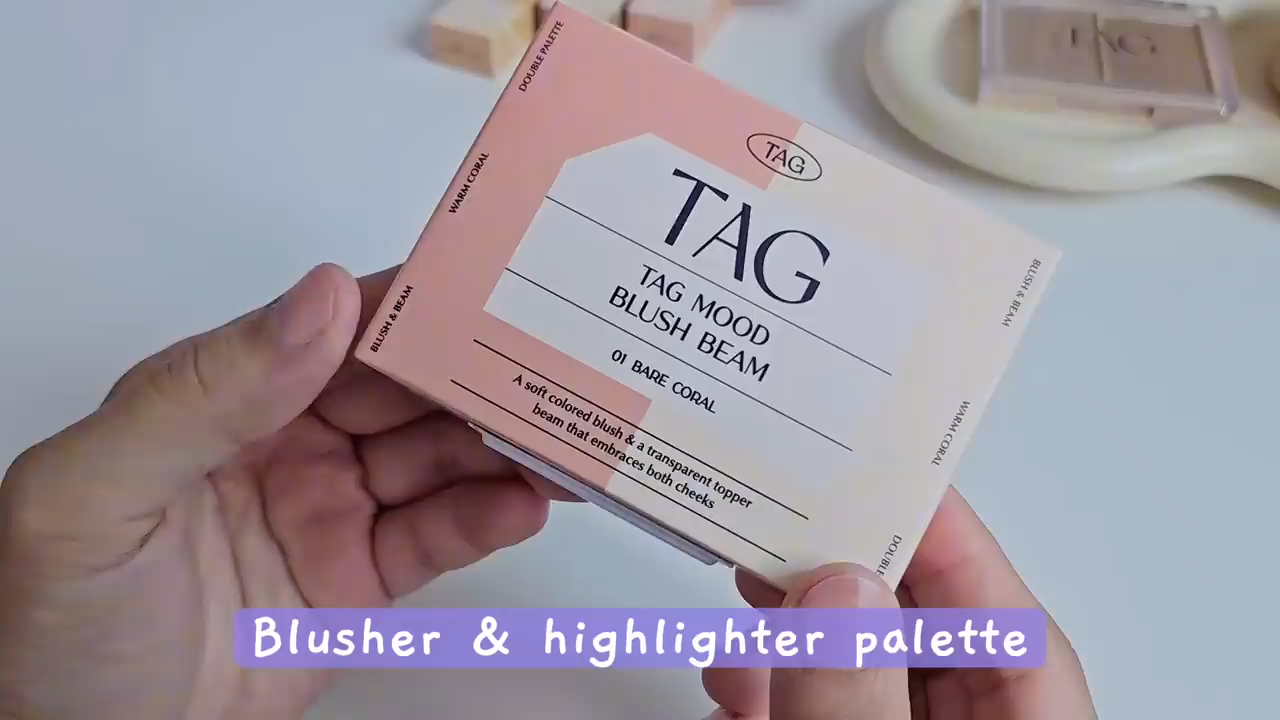 DOUBLE PALETTE
WARM CORAL
BLUSH & BEAM
TAG
TAG
TAG MOOD
BLUSH BEAM
01 BARE CORAL
A soft colored blush & a transparent topper
beam that embraces both cheeks
BLUSH & BEAM
WARM CORAL
DOUBLE
TAG
Blusher & highlighter palette